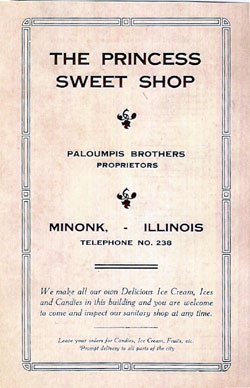 THE PRINCESS
SWEET SHOP
PALOUMPIS BROTHERS
PROPRIETORS
MINONK, - ILLINOIS
TELEPHONE NO. 238
We make all our own Delicious Ice Cream, Ices
and Candies in this building and you are welcome
to come and inspect our sanitary shop at any time.
Leave your orders for Candies, Ice Cream, Fruits, etc.
Prompt delivery to all parts of the city